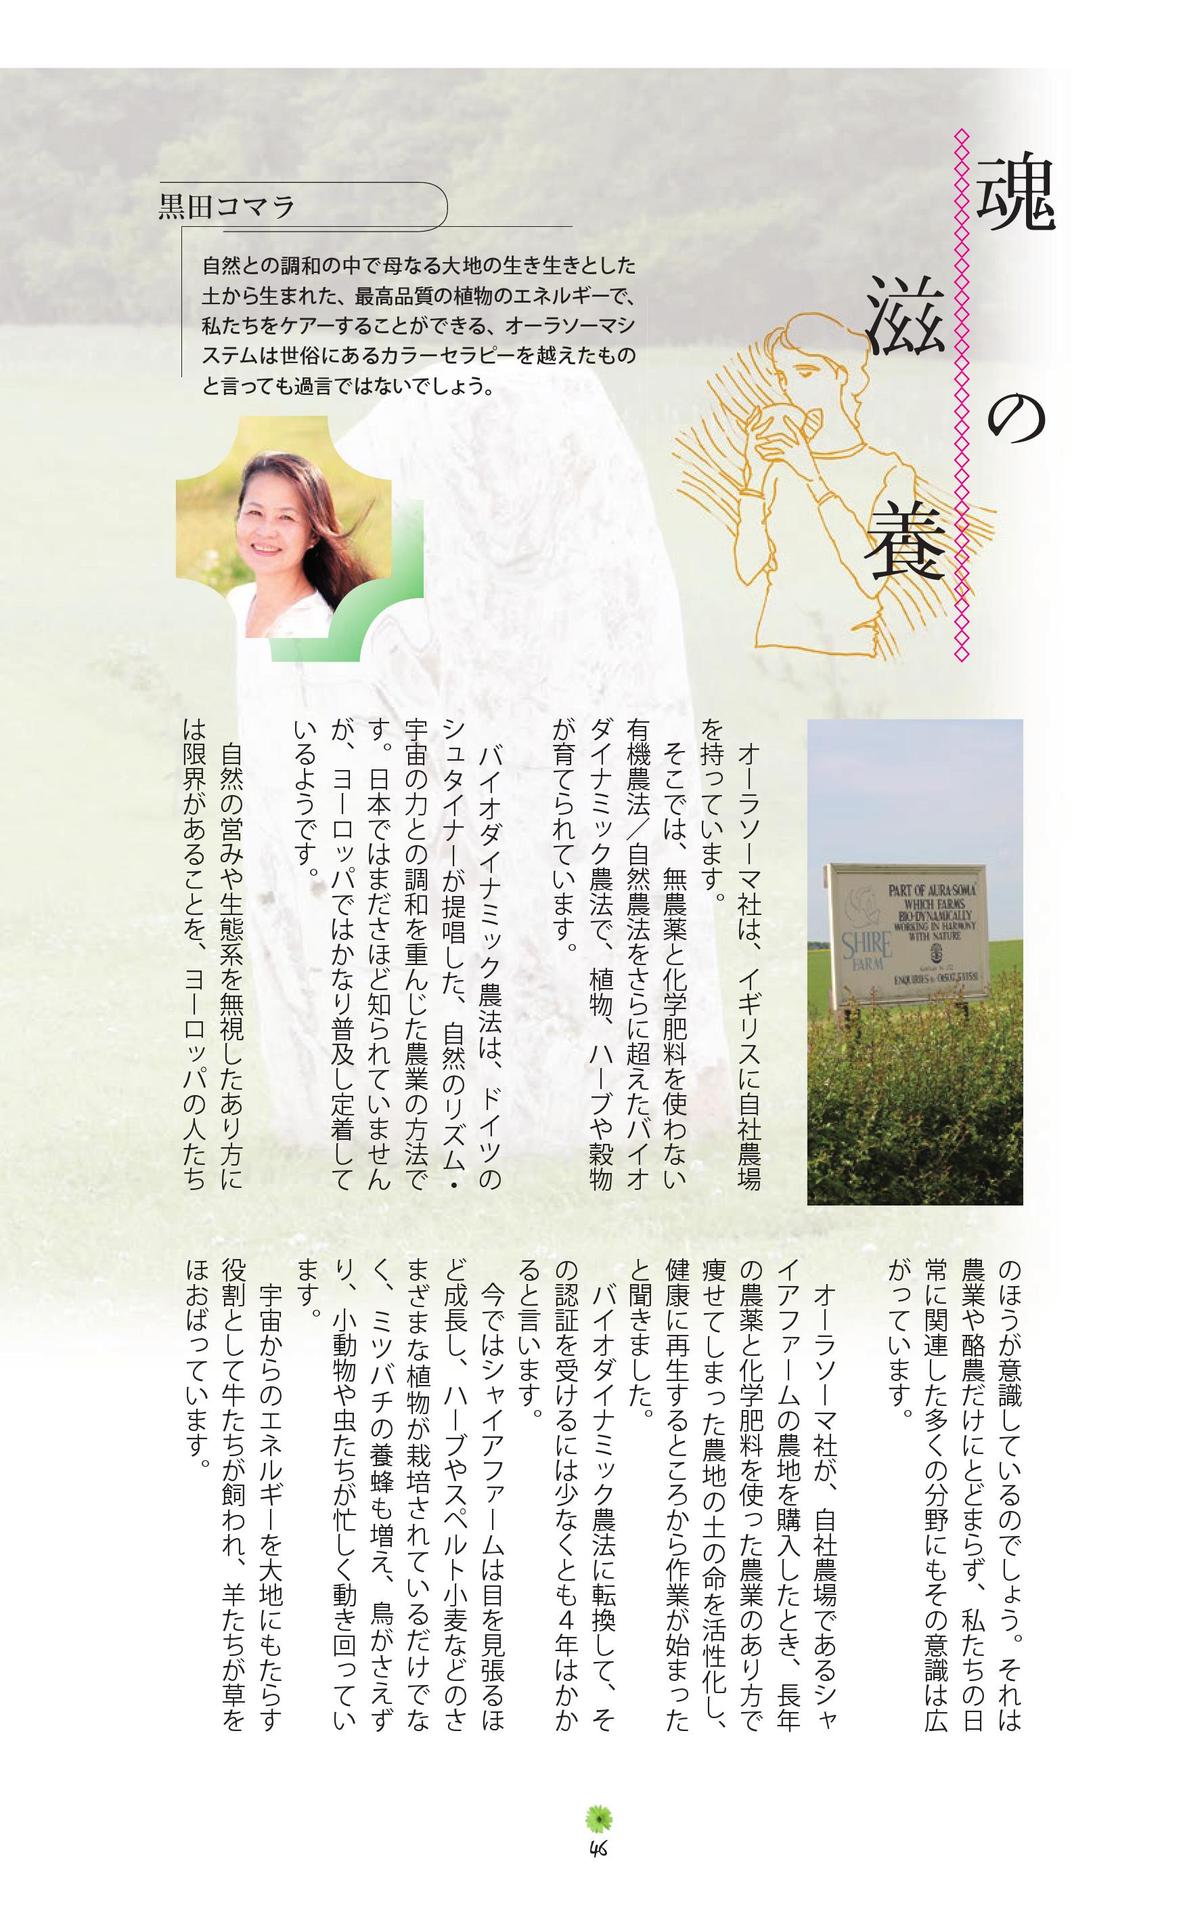 魂の
滋養
黒田コマラ
自然との調和の中で母なる大地の生き生きとした
土から生まれた、最高品質の植物のエネルギーで、
私たちをケアーすることができる、オーラソーマシ
ステムは世俗にあるカラーセラピーを越えたもの
と言っても過言ではないでしょう。
PART OF AURA-SOMA
WHICH FARMS
BIO-DYNAMICALLY
WORKING IN HARMONY
WITH NATURE
SHIRE
FARM
オーラソーマ社は、イギリスに自社農場
を持っています。
そこでは、無農薬と化学肥料を使わない
有機農法／自然農法をさらに超えたバイオ
ダイナミック農法で、植物、ハーブや穀物
が育てられています。
バイオダイナミック農法は、ドイツの
シュタイナーが提唱した、自然のリズム・
宇宙の力との調和を重んじた農業の方法で
す。日本ではまださほど知られていません
が、ヨーロッパではかなり普及し定着して
いるようです。
自然の営みや生態系を無視したあり方に
は限界があることを、ヨーロッパの人たち
のほうが意識しているのでしょう。それは
農業や酪農だけにとどまらず、私たちの日
常に関連した多くの分野にもその意識は広
がっています。
オーラソーマ社が、自社農場であるシャ
イアファームの農地を購入したとき、長年
の農薬と化学肥料を使った農業のあり方で
痩せてしまった農地の土の命を活性化し、
健康に再生するところから作業が始まった
と聞きました。
バイオダイナミック農法に転換して、そ
の認証を受けるには少なくとも４年はかか
ると言います。
今ではシャイアファームは目を見張るほ
ど成長し、ハーブやスペルト小麦などのさ
まざまな植物が栽培されているだけでな
く、ミツバチの養蜂も増え、鳥がさえず
り、小動物や虫たちが忙しく動き回ってい
ます。
宇宙からのエネルギーを大地にもたらす
役割として牛たちが飼われ、羊たちが草を
ほおばっています。
46